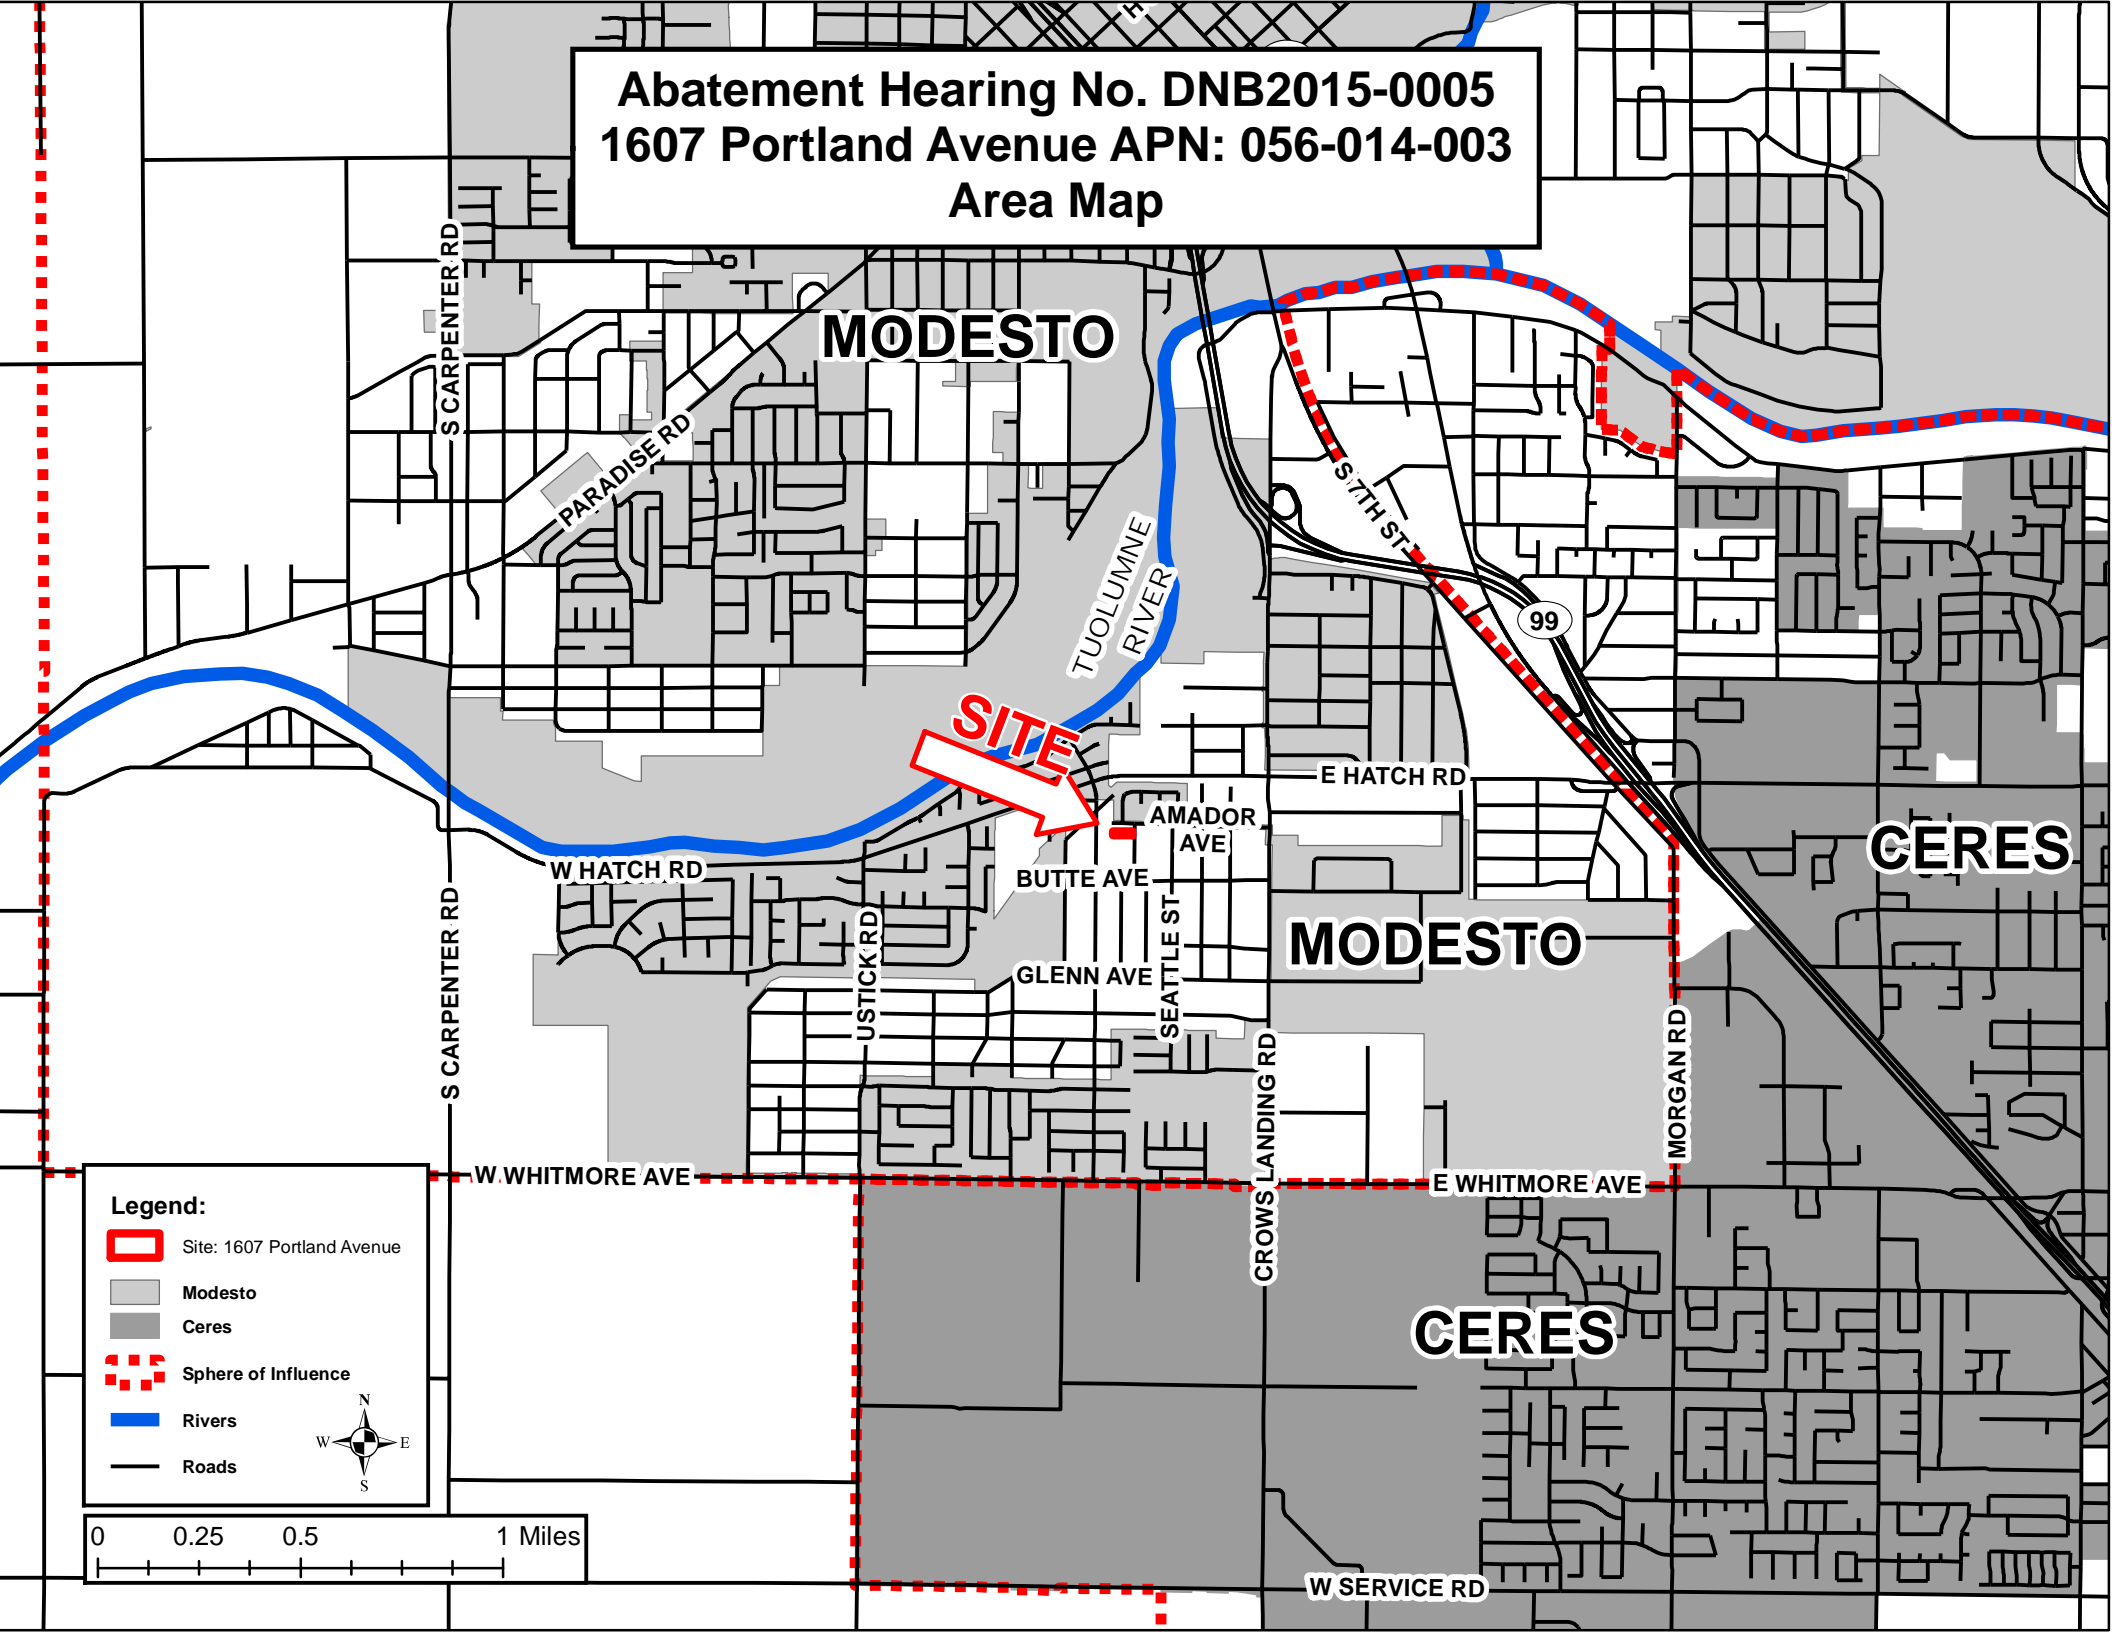 H
Abatement Hearing No. DNB2015-0005
1607 Portland Avenue APN: 056-014-003
Area Map
S CARPENTER RD
MODESTO
PARADISE RD
S 7TH ST
TUOLUMNE
RIVER
99
SITE
E HATCH RD
AMADOR
AVE
W HATCH RD
BUTTE AVE
CERES
S CARPENTER RD
USTICK RD
SEATTLE ST
MODESTO
GLENN AVE
CROWS LANDING RD
MORGAN RD
W WHITMORE AVE
E WHITMORE AVE
CERES
W SERVICE RD
Legend:
Site: 1607 Portland Avenue
Modesto
Ceres
Sphere of Influence
Rivers
Roads
N
W E
S
0 0.25 0.5 1 Miles